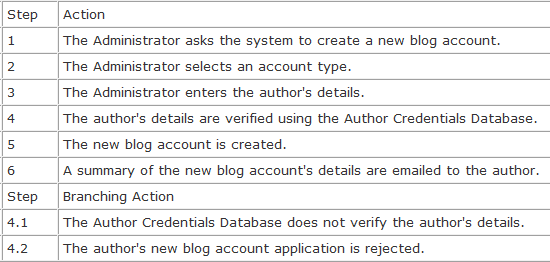 Step Action
1 The Administrator asks the system to create a new blog account.
2 The Administrator selects an account type.
3 The Administrator enters the author's details.
4 The author's details are verified using the Author Credentials Database.
5 The new blog account is created.
6 A summary of the new blog account's details are emailed to the author.
Step Branching Action
4.1 The Author Credentials Database does not verify the author's details.
4.2 The author's new blog account application is rejected.